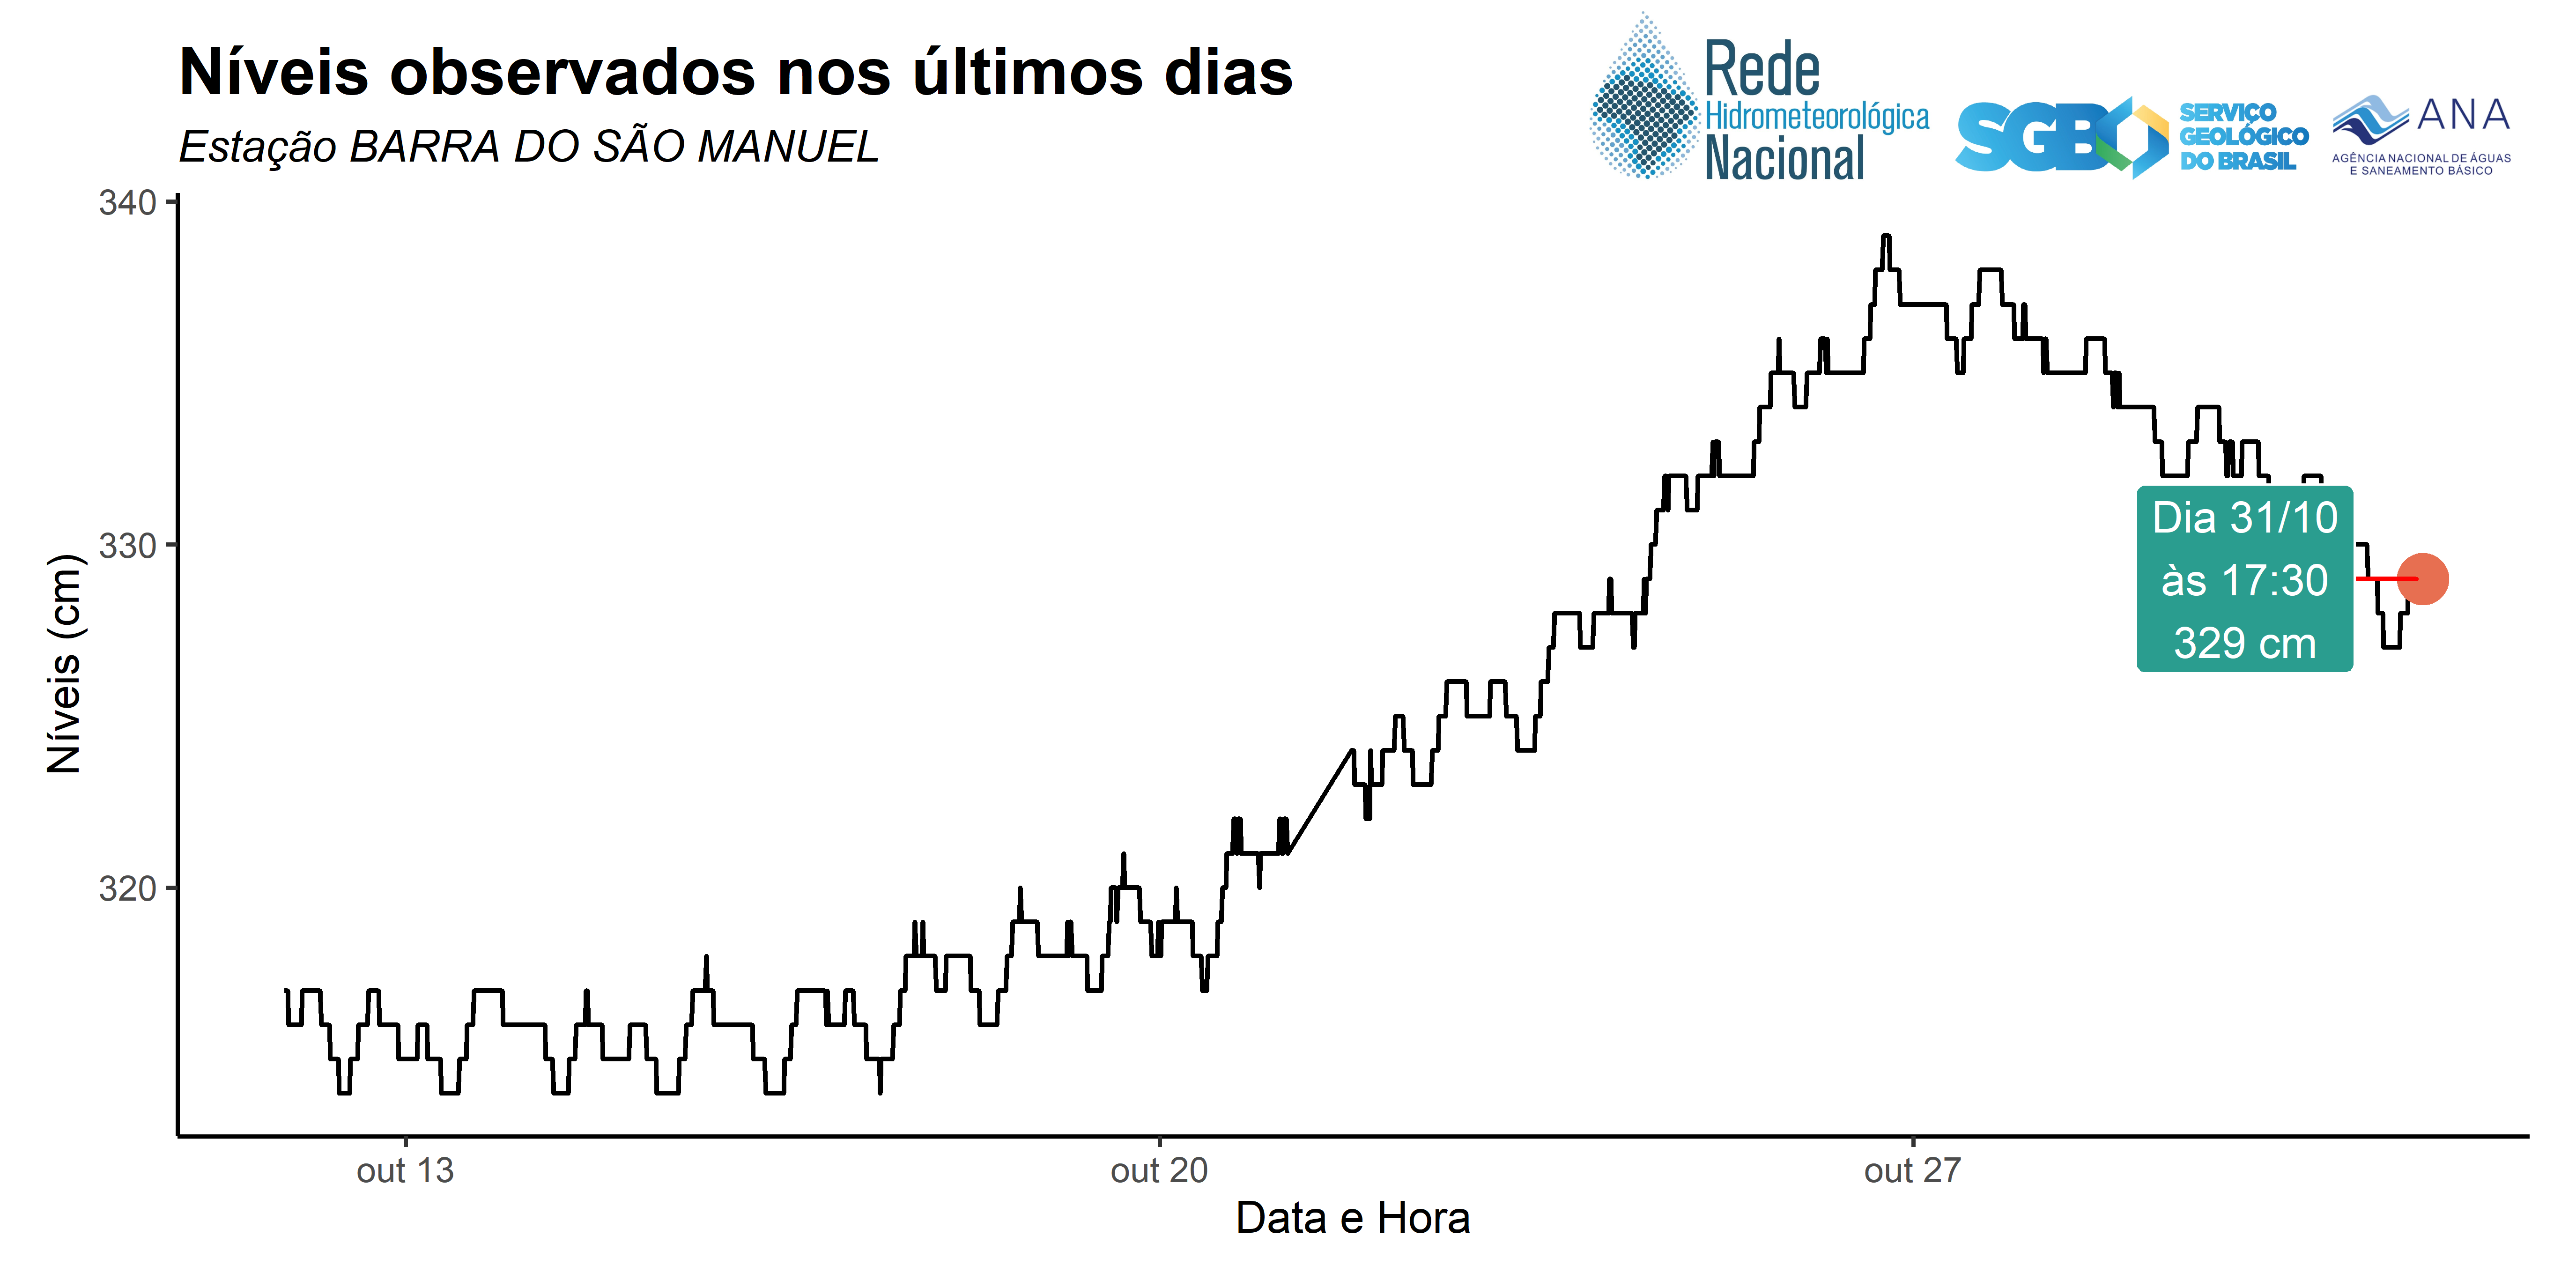 Níveis observados nos últimos dias
Estação BARRA DO SÃO MANUEL
Rede
Hidrometeorológica
Nacional
SGB
SERVIÇO
GEOLÓGICO
DO BRASIL
ANA
AGÊNCIA NACIONAL DE ÁGUAS
E SANEAMENTO BÁSICO
Níveis (cm)
340
330
320
Dia 31/10
às 17:30
329 cm
out 13
out 20
out 27
Data e Hora